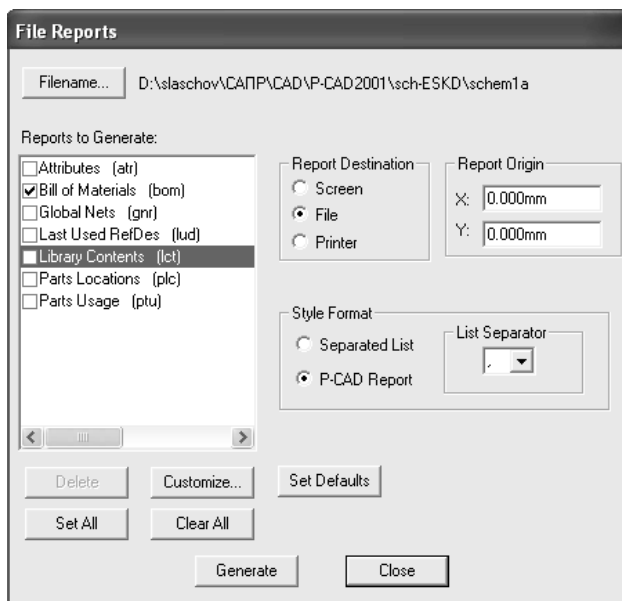 File Reports
Filename... D:\slaschov\САПР\CAD\P-CAD2001\sch-ESKD\schem1a
Reports to Generate:
Attributes (atr)
Bill of Materials (bom)
Global Nets (gnr)
Last Used RefDes (lud)
Library Contents (lct)
Parts Locations (plc)
Parts Usage (ptu)
Report Destination
Screen
File
Printer
Report Origin
X: 0.000mm
Y: 0.000mm
Style Format
Separated List
P-CAD Report
List Separator
,
Delete Customize... Set Defaults
Set All Clear All
Generate Close